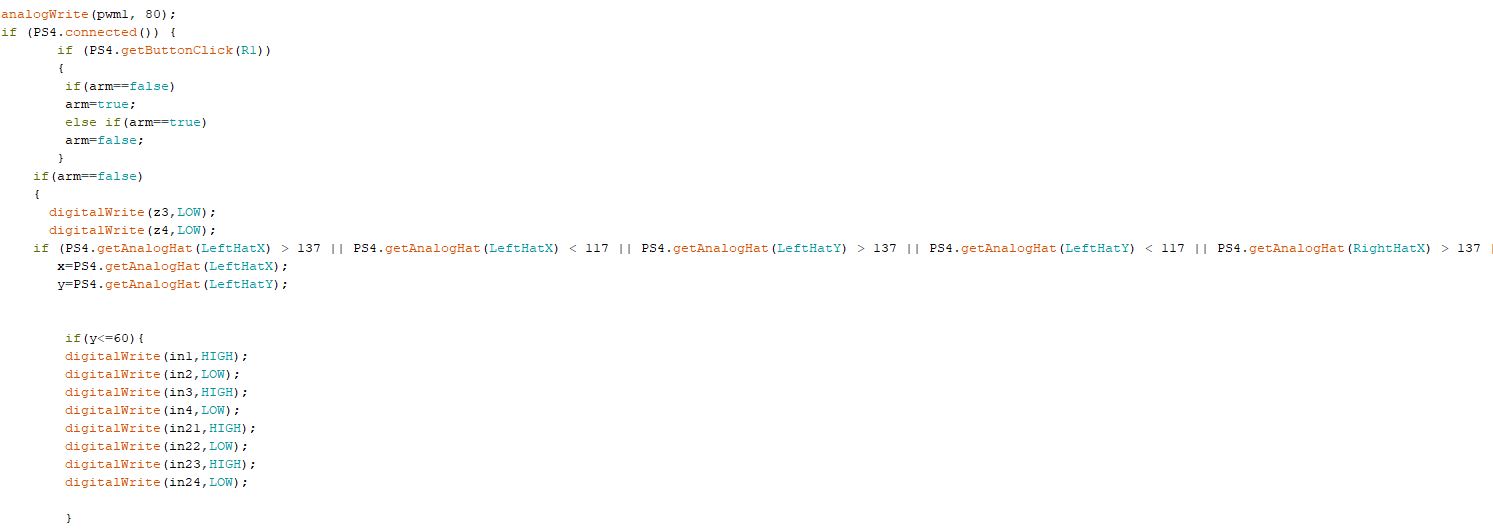 analogWrite(pwm1, 80);
if (PS4.connected()) {
if (PS4.getButtonClick(R1))
{
if(arm==false)
arm=true;
else if(arm==true)
arm=false;
}
if(arm==false)
{
digitalWrite(z3,LOW);
digitalWrite(z4,LOW);
if (PS4.getAnalogHat(LeftHatX) > 137 || PS4.getAnalogHat(LeftHatX) < 117 || PS4.getAnalogHat(LeftHatY) > 137 || PS4.getAnalogHat(LeftHatY) < 117 || PS4.getAnalogHat(RightHatX) > 137 |
x=PS4.getAnalogHat(LeftHatX);
y=PS4.getAnalogHat(LeftHatY);
if(y<=60){
digitalWrite(in1,HIGH);
digitalWrite(in2,LOW);
digitalWrite(in3,HIGH);
digitalWrite(in4,LOW);
digitalWrite(in21,HIGH);
digitalWrite(in22,LOW);
digitalWrite(in23,HIGH);
digitalWrite(in24,LOW);
}